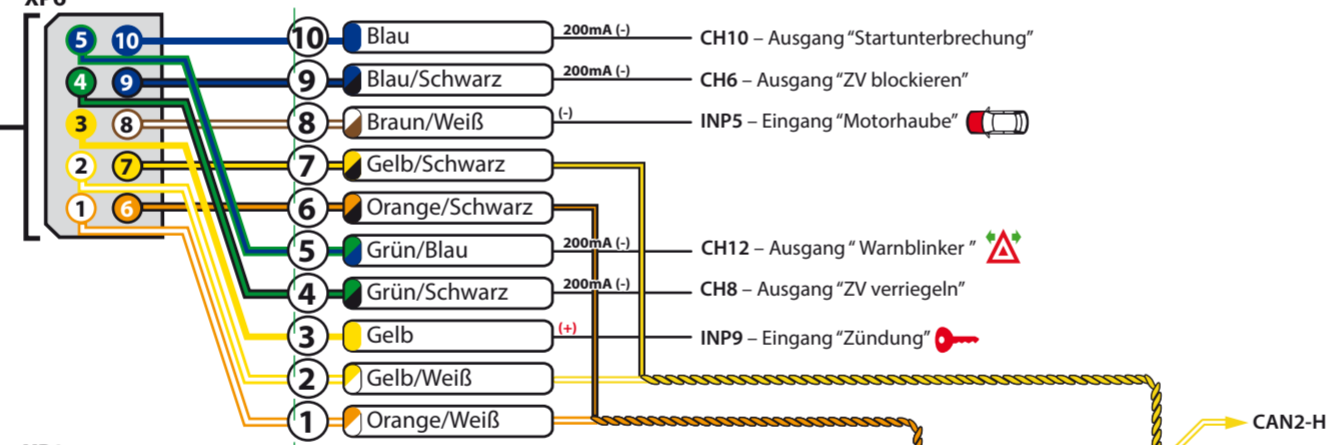 5 10
4 9
3 8
2 7
1 6
10 Blau 200mA (-) CH10 – Ausgang “Startunterbrechung”
9 Blau/Schwarz 200mA (-) CH6 – Ausgang “ZV blockieren”
8 Braun/Weiß (-) INP5 – Eingang “Motorhaube”
7 Gelb/Schwarz
6 Orange/Schwarz
5 Grün/Blau 200mA (-) CH12 – Ausgang “ Warnblinker ”
4 Grün/Schwarz 200mA (-) CH8 – Ausgang “ZV verriegeln”
3 Gelb (+) INP9 – Eingang “Zündung”
2 Gelb/Weiß
1 Orange/Weiß
CAN2-H